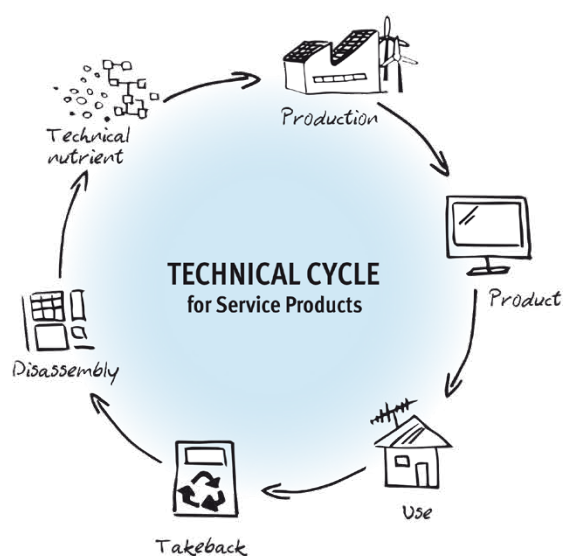 Production
Technical
nutrient
TECHNICAL CYCLE
for Service Products
Product
Disassembly
Use
Takeback